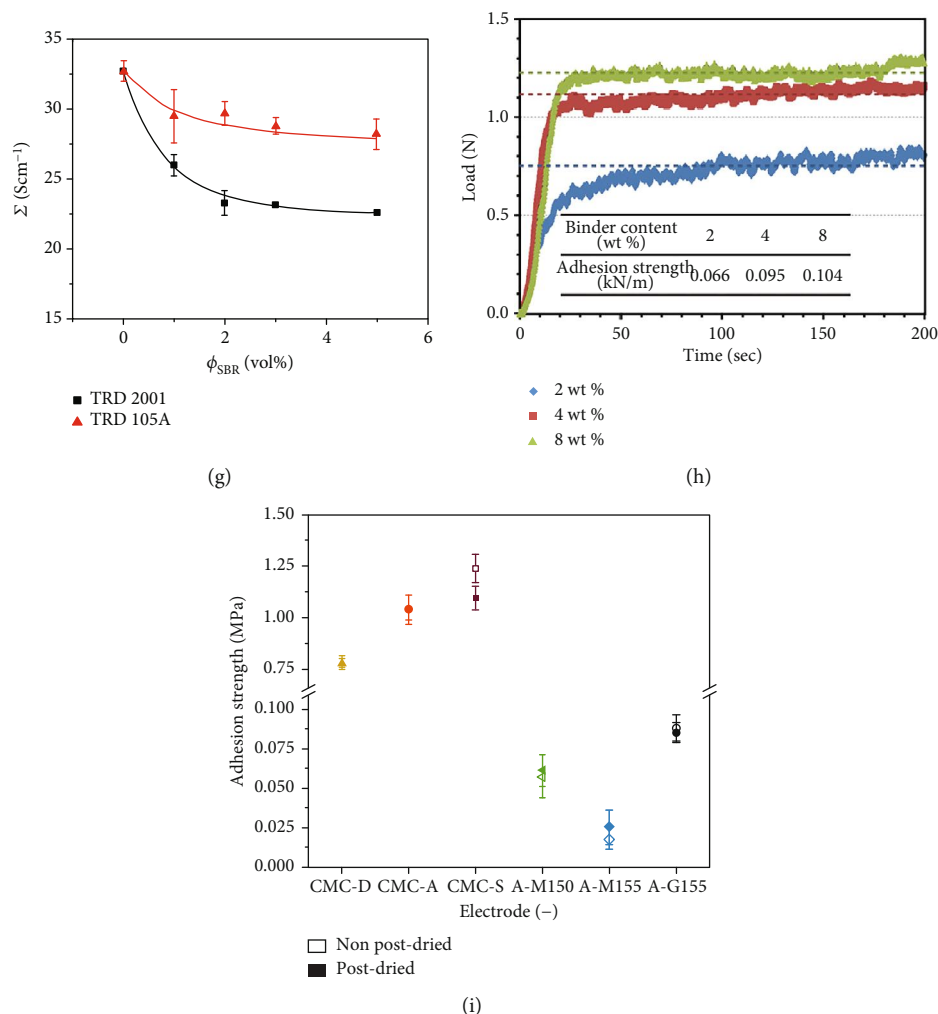 35
30
25
20
15
Σ (Scm⁻¹)
0
2
4
6
ϕSBR (vol%)
TRD 2001
TRD 105A
(g)
1.5
1.0
0.5
0.0
Load (N)
Binder content (wt %) 2 4 8
Adhesion strength (kN/m) 0.066 0.095 0.104
0
50
100
150
200
Time (sec)
2 wt %
4 wt %
8 wt %
(h)
1.50
1.25
1.00
0.75
0.100
0.075
0.050
0.025
0.000
Adhesion strength (MPa)
CMC-D CMC-A CMC-S A-M150 A-M155 A-G155
Electrode (−)
Non post-dried
Post-dried
(i)